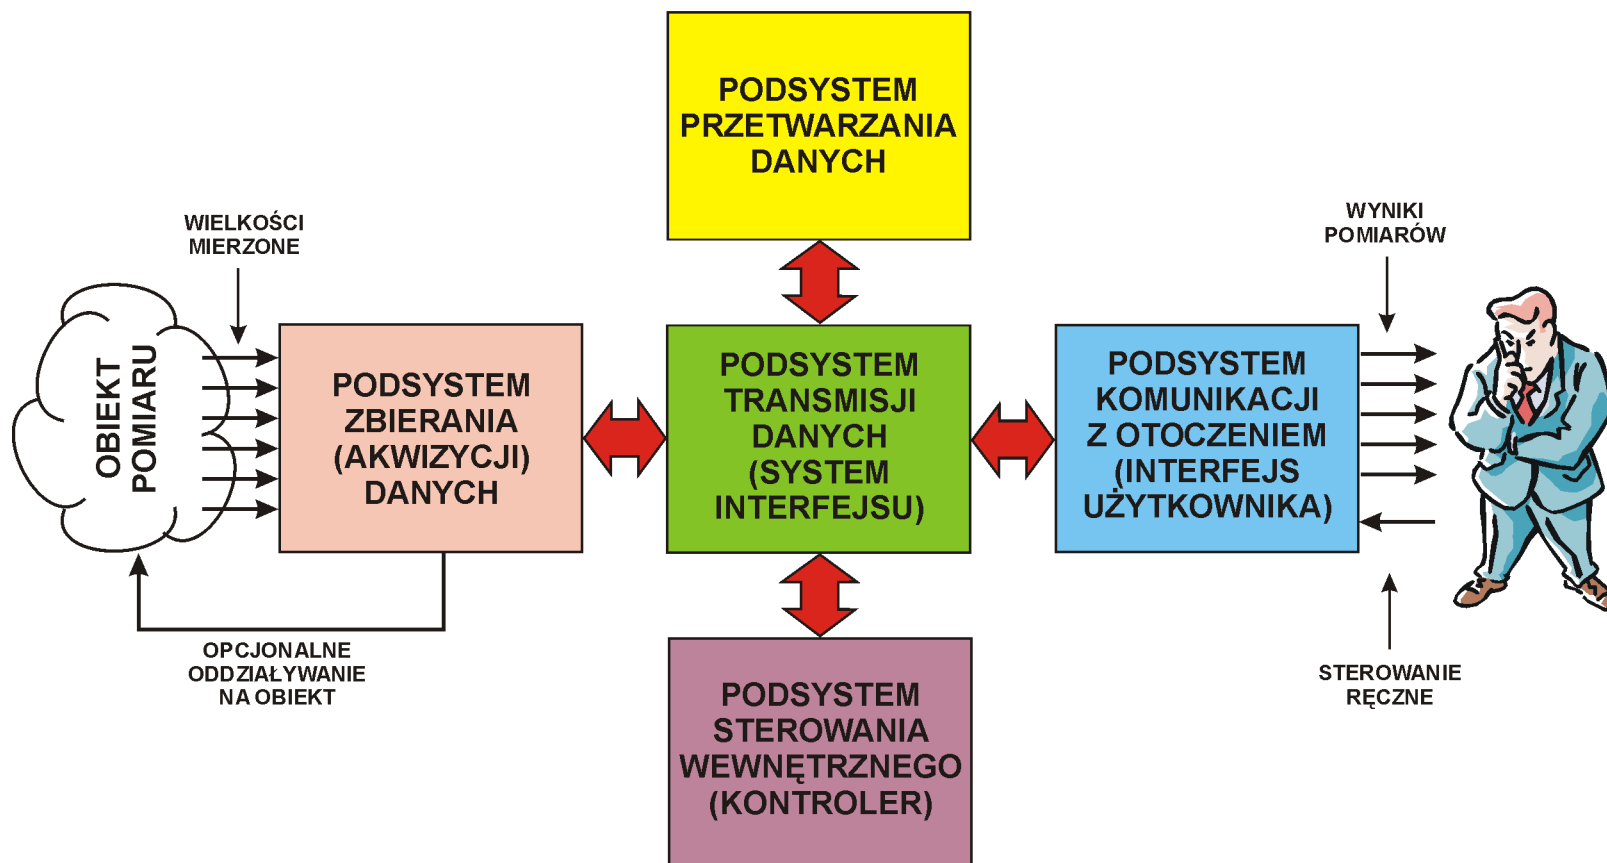 PODSYSTEM
PRZETWARZANIA
DANYCH
WIELKOŚCI
MIERZONE
WYNIKI
POMIARÓW
OBIEKT
POMIARU
PODSYSTEM
ZBIERANIA
(AKWIZYCJI)
DANYCH
PODSYSTEM
TRANSMISJI
DANYCH
(SYSTEM
INTERFEJSU)
PODSYSTEM
KOMUNIKACJI
Z OTOCZENIEM
(INTERFEJS
UŻYTKOWNIKA)
OPCJONALNE
ODDZIAŁYWANIE
NA OBIEKT
STEROWANIE
RĘCZNE
PODSYSTEM
STEROWANIA
WEWNĘTRZNEGO
(KONTROLER)